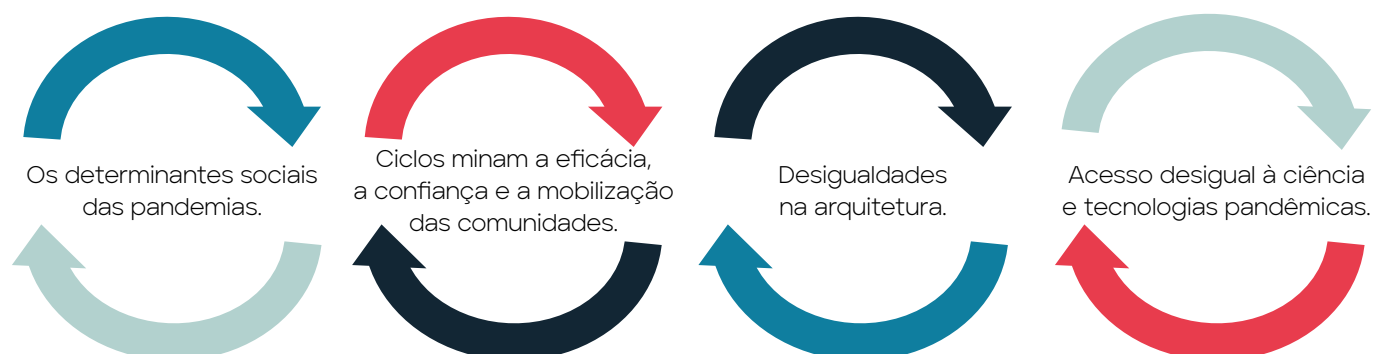 Os determinantes sociais
das pandemias.
Ciclos minam a eficácia,
a confiança e a mobilização
das comunidades.
Desigualdades
na arquitetura.
Acesso desigual à ciência
e tecnologias pandêmicas.